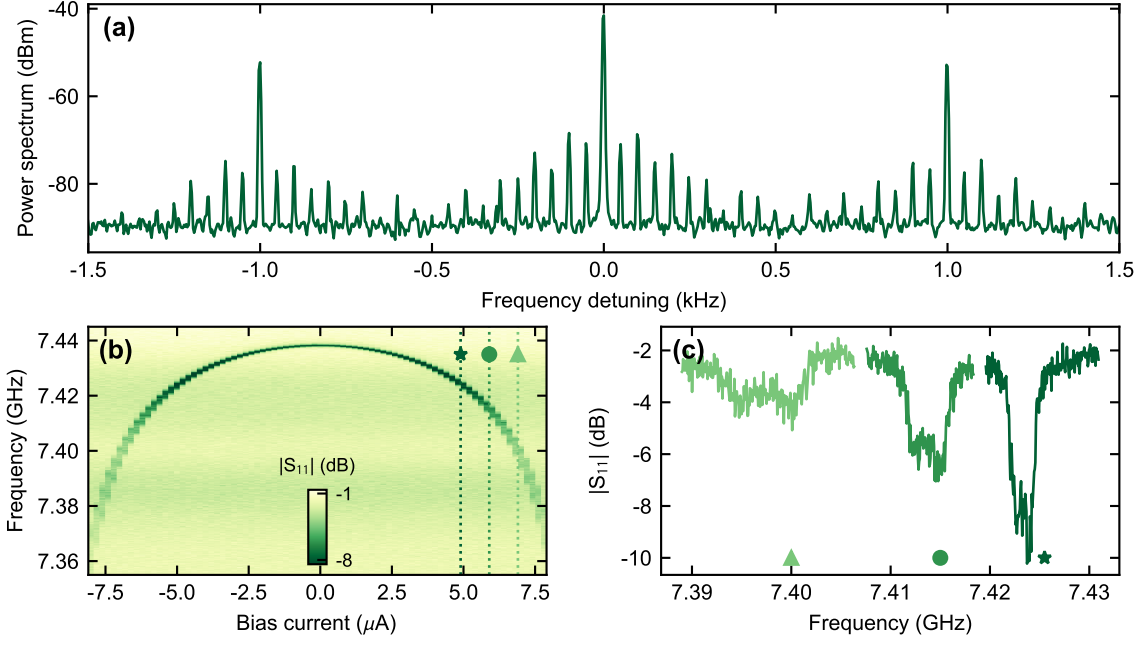 (a)
Power spectrum (dBm)
-40
-60
-80
-1.5 -1.0 -0.5 0.0 0.5 1.0 1.5
Frequency detuning (kHz)
(b)
Frequency (GHz)
7.44
7.42
7.40
7.38
7.36
|S₁₁| (dB)
-1
-8
-7.5 -5.0 -2.5 0.0 2.5 5.0 7.5
Bias current (μA)
(c)
|S₁₁| (dB)
-2
-4
-6
-8
-10
7.39 7.40 7.41 7.42 7.43
Frequency (GHz)